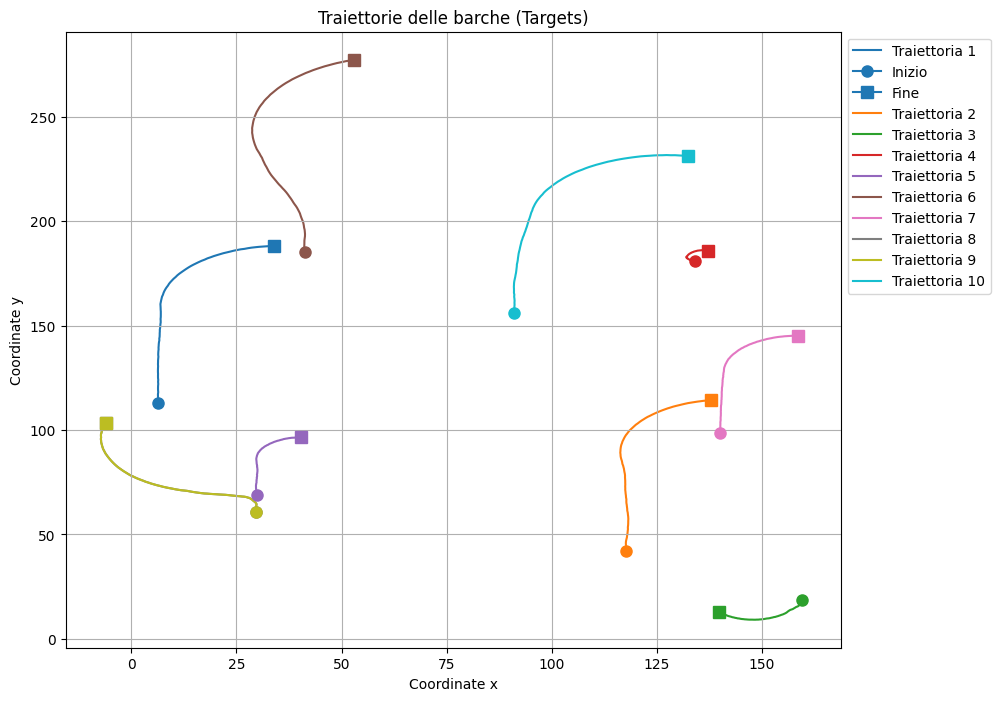 Traiettorie delle barche (Targets)
Coordinate y
250
200
150
100
50
0
0
25
50
75
100
125
150
Coordinate x
Traiettoria 1
Inizio
Fine
Traiettoria 2
Traiettoria 3
Traiettoria 4
Traiettoria 5
Traiettoria 6
Traiettoria 7
Traiettoria 8
Traiettoria 9
Traiettoria 10